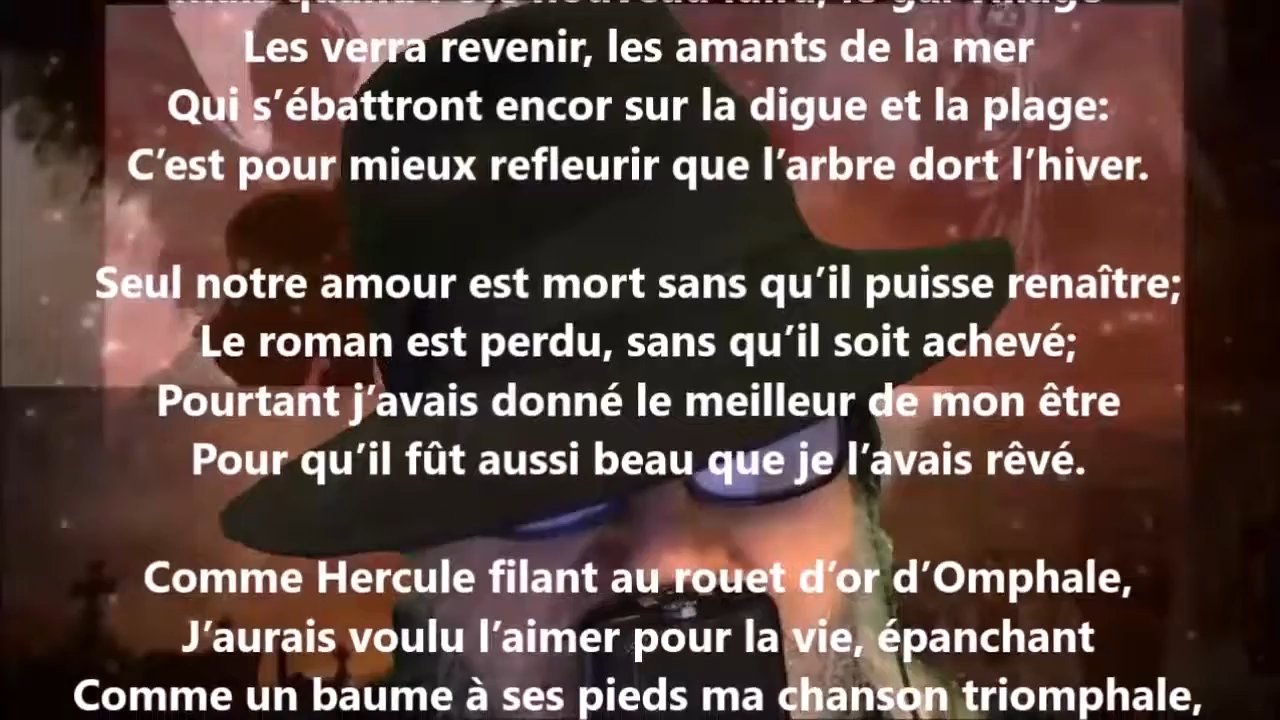 Les verra revenir, les amants de la mer
Qui s’ébattront encor sur la digue et la plage:
C’est pour mieux refleurir que l’arbre dort l’hiver.
Seul notre amour est mort sans qu’il puisse renaître;
Le roman est perdu, sans qu’il soit achevé;
Pourtant j’avais donné le meilleur de mon être
Pour qu’il fût aussi beau que je l’avais rêvé.
Comme Hercule filant au rouet d’or d’Omphale,
J’aurais voulu l’aimer pour la vie, épanchant
Comme un baume à ses pieds ma chanson triomphale,